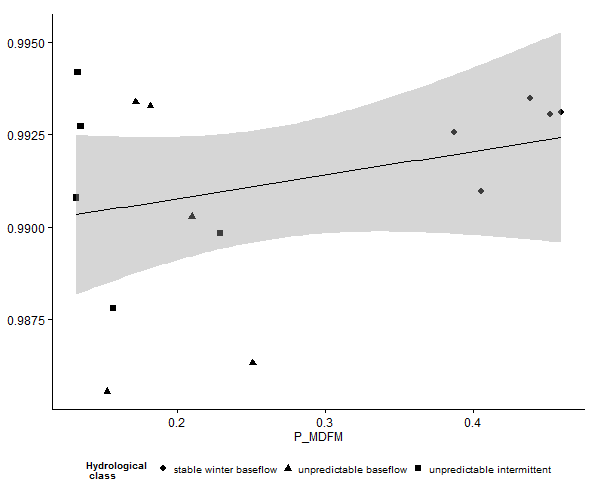 0.9950
0.9925
0.9900
0.9875
0.2 0.3 0.4
P_MDFM
Hydrological
class
stable winter baseflow unpredictable baseflow unpredictable intermittent